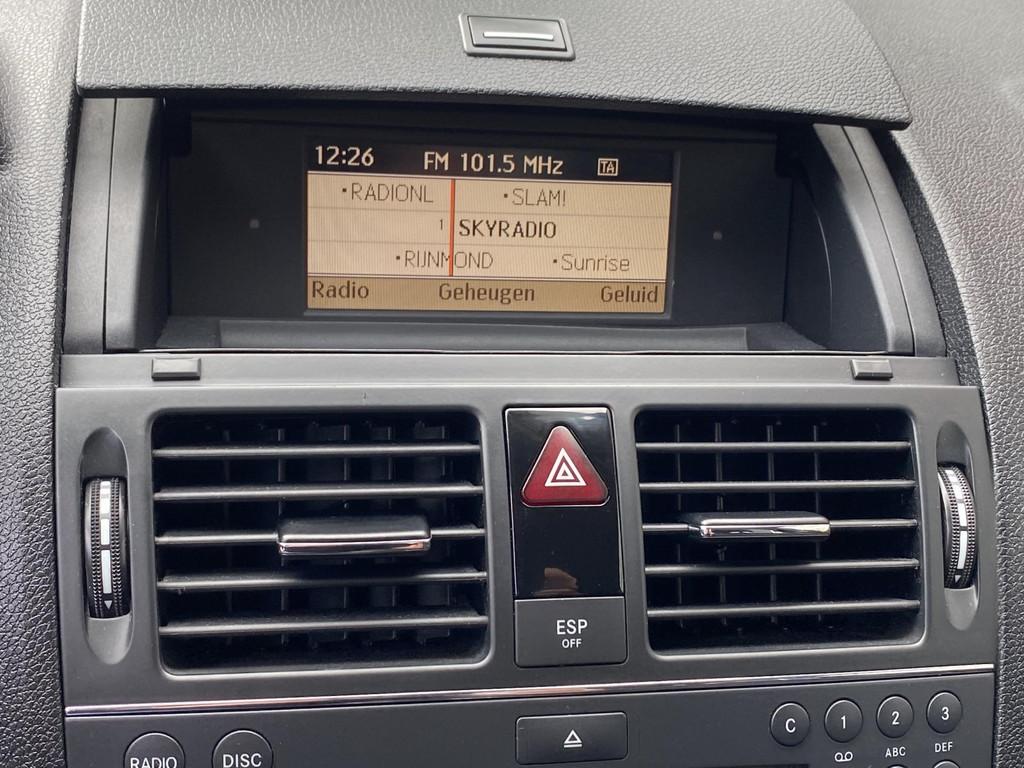 12:26 FM 101.5 MHz TA
•RADIONL •SLAM!
1 SKYRADIO
•RIJNMOND •Sunrise
Radio Geheugen Geluid
ESP
OFF
C 1 2 3
ABC DEF
RADIO DISC